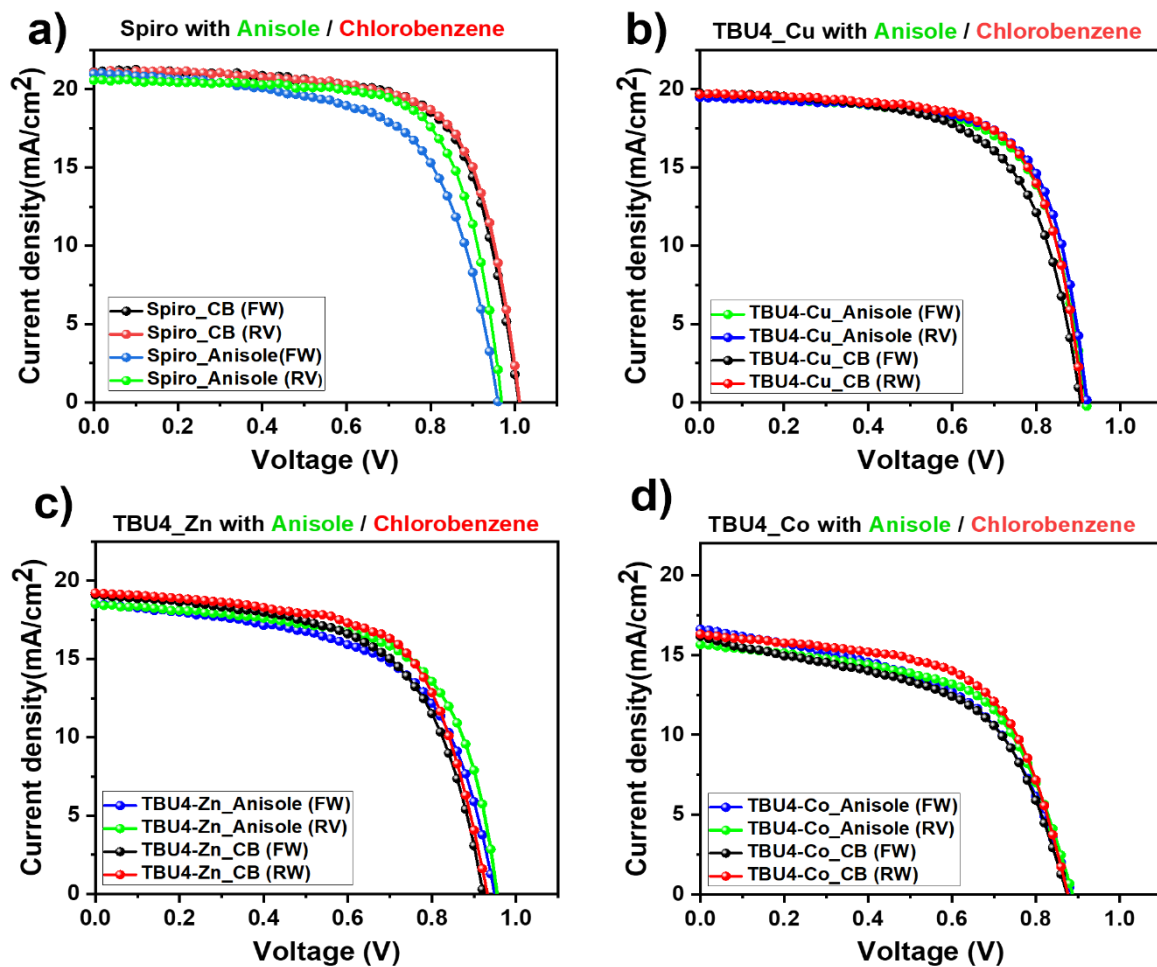 a)
Spiro with Anisole / Chlorobenzene
Current density(mA/cm2)
20
15
10
5
0
Spiro_CB (FW)
Spiro_CB (RV)
Spiro_Anisole(FW)
Spiro_Anisole (RV)
0.0 0.2 0.4 0.6 0.8 1.0
Voltage (V)
b)
TBU4_Cu with Anisole / Chlorobenzene
Current density(mA/cm2)
20
15
10
5
0
TBU4-Cu_Anisole (FW)
TBU4-Cu_Anisole (RV)
TBU4-Cu_CB (FW)
TBU4-Cu_CB (RW)
0.0 0.2 0.4 0.6 0.8 1.0
Voltage (V)
c)
TBU4_Zn with Anisole / Chlorobenzene
Current density(mA/cm2)
20
15
10
5
0
TBU4-Zn_Anisole (FW)
TBU4-Zn_Anisole (RV)
TBU4-Zn_CB (FW)
TBU4-Zn_CB (RW)
0.0 0.2 0.4 0.6 0.8 1.0
Voltage (V)
d)
TBU4_Co with Anisole / Chlorobenzene
Current density(mA/cm2)
20
15
10
5
0
TBU4-Co_Anisole (FW)
TBU4-Co_Anisole (RV)
TBU4-Co_CB (FW)
TBU4-Co_CB (RW)
0.0 0.2 0.4 0.6 0.8 1.0
Voltage (V)